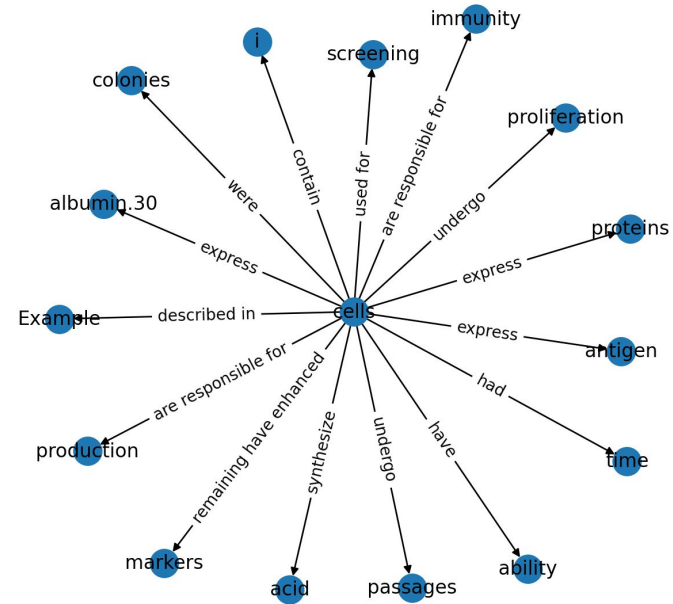 immunity
i
screening
colonies
proliferation
contain
used for
are responsible for
were
undergo
albumin.30
proteins
express
express
cells
Example
described in
express
antigen
had
are responsible for
remaining have enhanced
synthesize
undergo
have
production
time
markers
acid
passages
ability